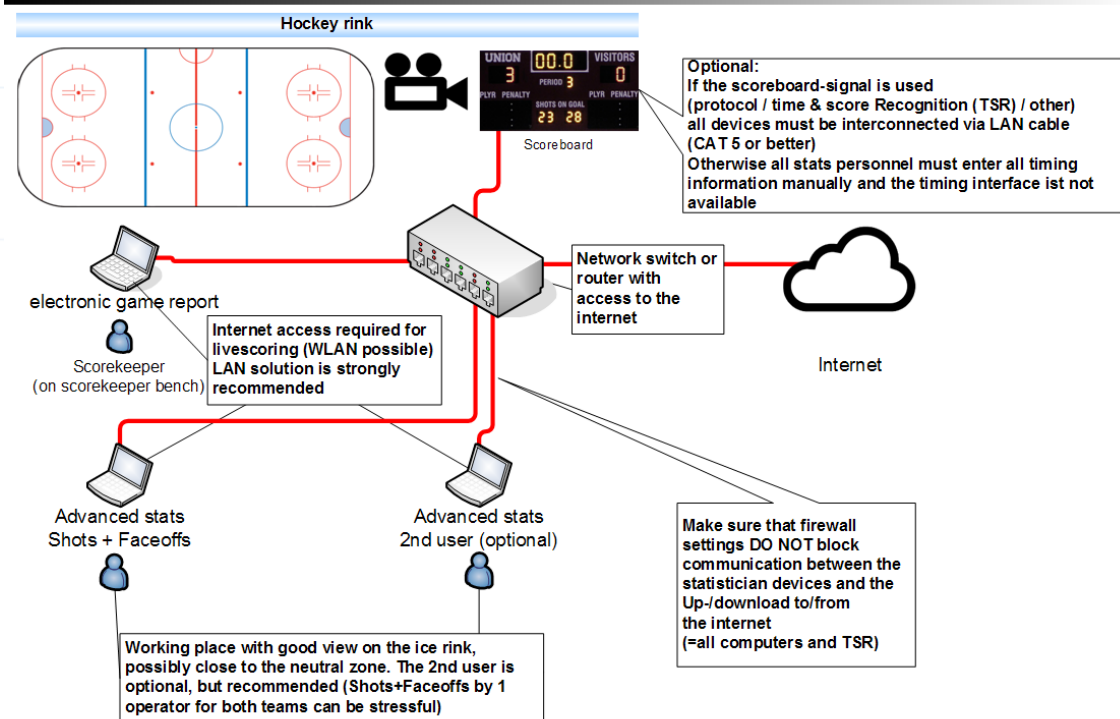 Hockey rink
UNION 00.0 VISITORS
3 PERIOD 3 0
PLYR PENALTY PLYR PENALTY
SHOTS ON GOAL
23 28
Scoreboard
Optional:
If the scoreboard-signal is used
(protocol / time & score Recognition (TSR) / other)
all devices must be interconnected via LAN cable
(CAT 5 or better)
Otherwise all stats personnel must enter all timing
information manually and the timing interface ist not
available
Network switch or
router with
access to the
internet
Internet
electronic game report
Scorekeeper
(on scorekeeper bench)
Internet access required for
livescoring (WLAN possible)
LAN solution is strongly
recommended
Advanced stats
Shots + Faceoffs
Advanced stats
2nd user (optional)
Make sure that firewall
settings DO NOT block
communication between the
statistician devices and the
Up-/download to/from
the internet
(=all computers and TSR)
Working place with good view on the ice rink,
possibly close to the neutral zone. The 2nd user is
optional, but recommended (Shots+Faceoffs by 1
operator for both teams can be stressful)